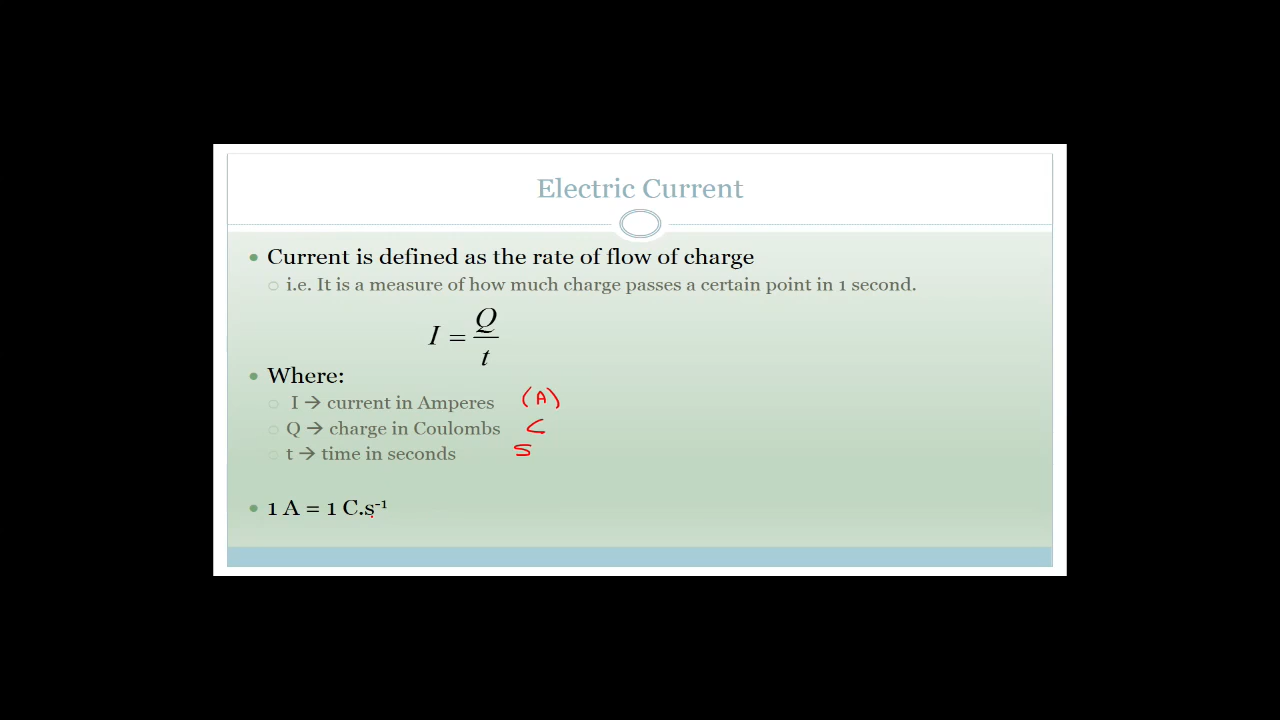 Electric Current
• Current is defined as the rate of flow of charge
○ i.e. It is a measure of how much charge passes a certain point in 1 second.
I = Q/t
• Where:
○ I → current in Amperes (A)
○ Q → charge in Coulombs C
○ t → time in seconds s
• 1 A = 1 C.s⁻¹